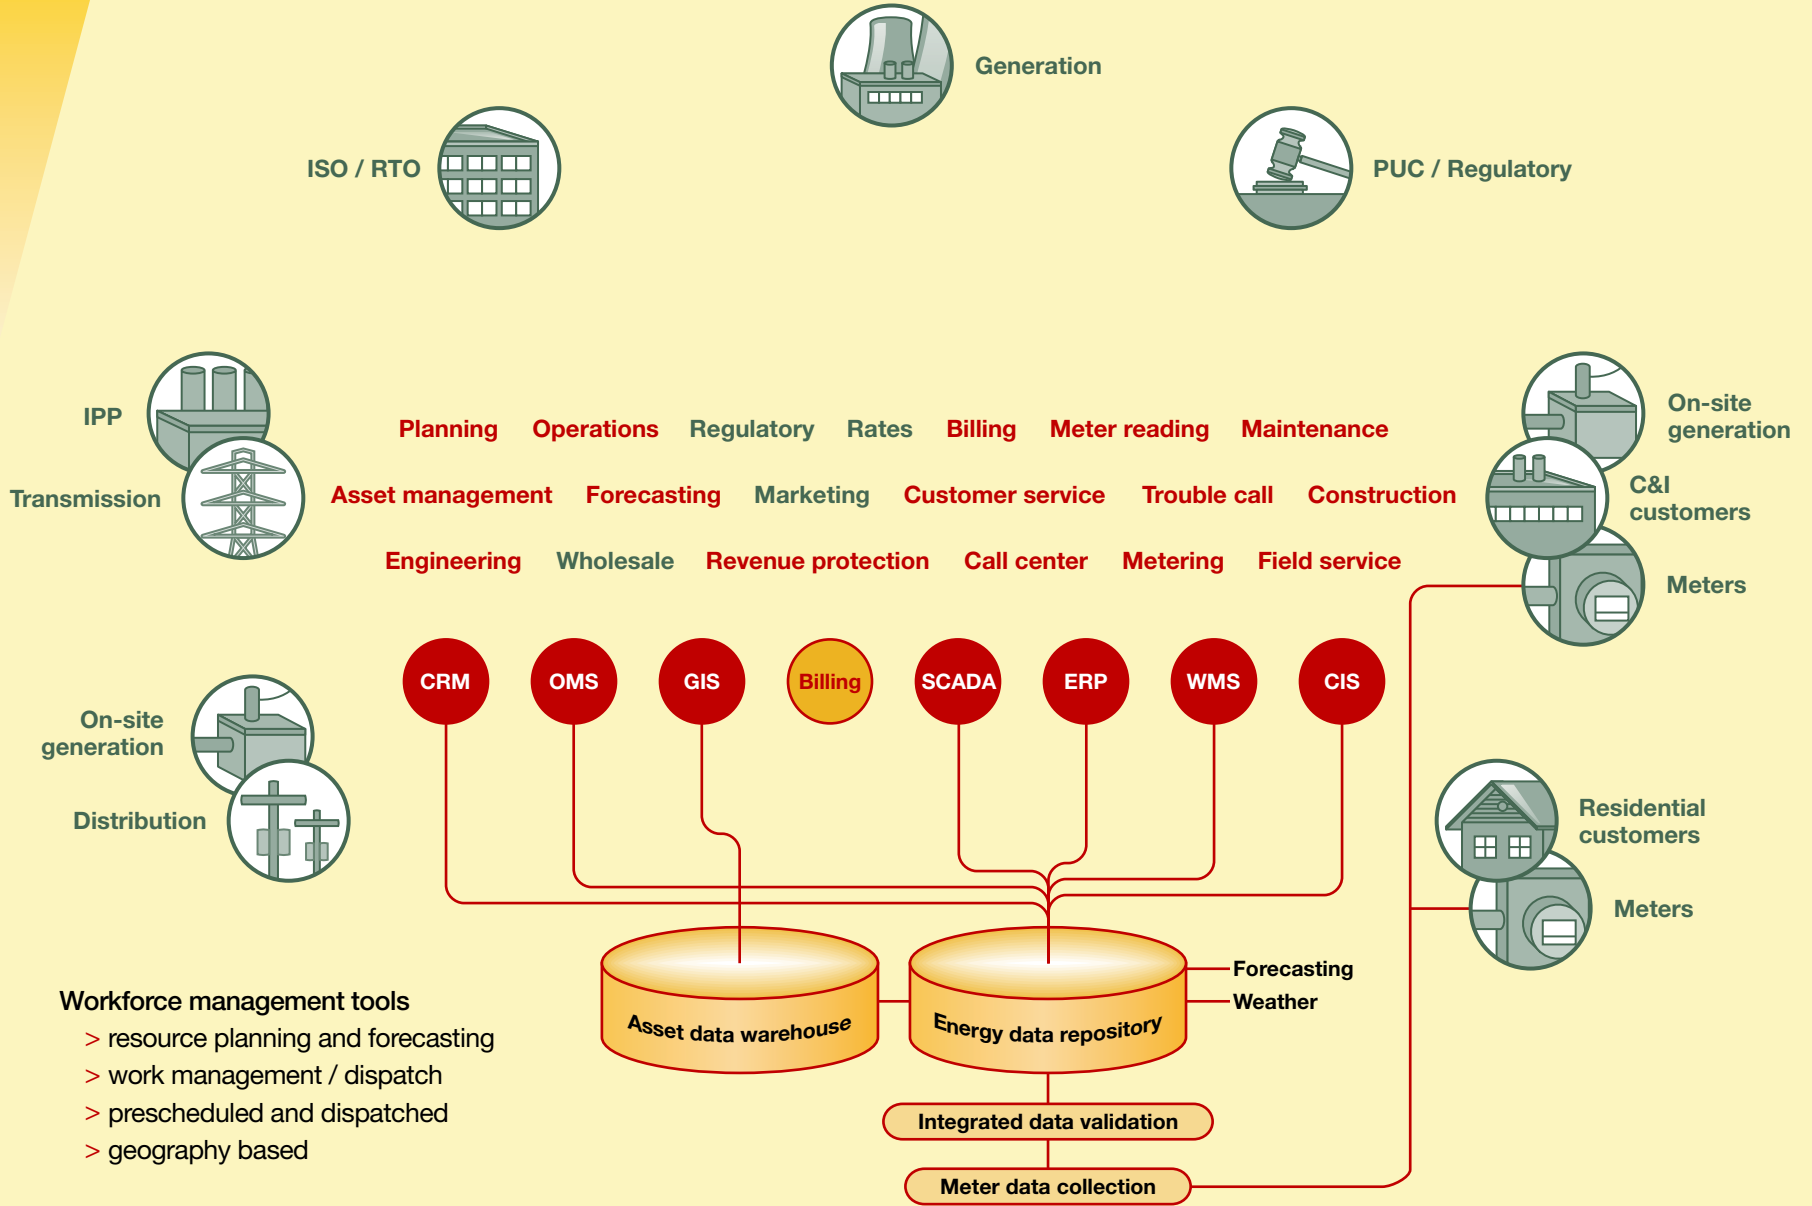 Generation
ISO / RTO
PUC / Regulatory
IPP
Transmission
On-site
generation
C&I
customers
Meters
Planning Operations Regulatory Rates Billing Meter reading Maintenance
Asset management Forecasting Marketing Customer service Trouble call Construction
Engineering Wholesale Revenue protection Call center Metering Field service
CRM OMS GIS Billing SCADA ERP WMS CIS
On-site
generation
Distribution
Residential
customers
Meters
Asset data warehouse
Energy data repository
Forecasting
Weather
Integrated data validation
Meter data collection
Workforce management tools
> resource planning and forecasting
> work management / dispatch
> prescheduled and dispatched
> geography based